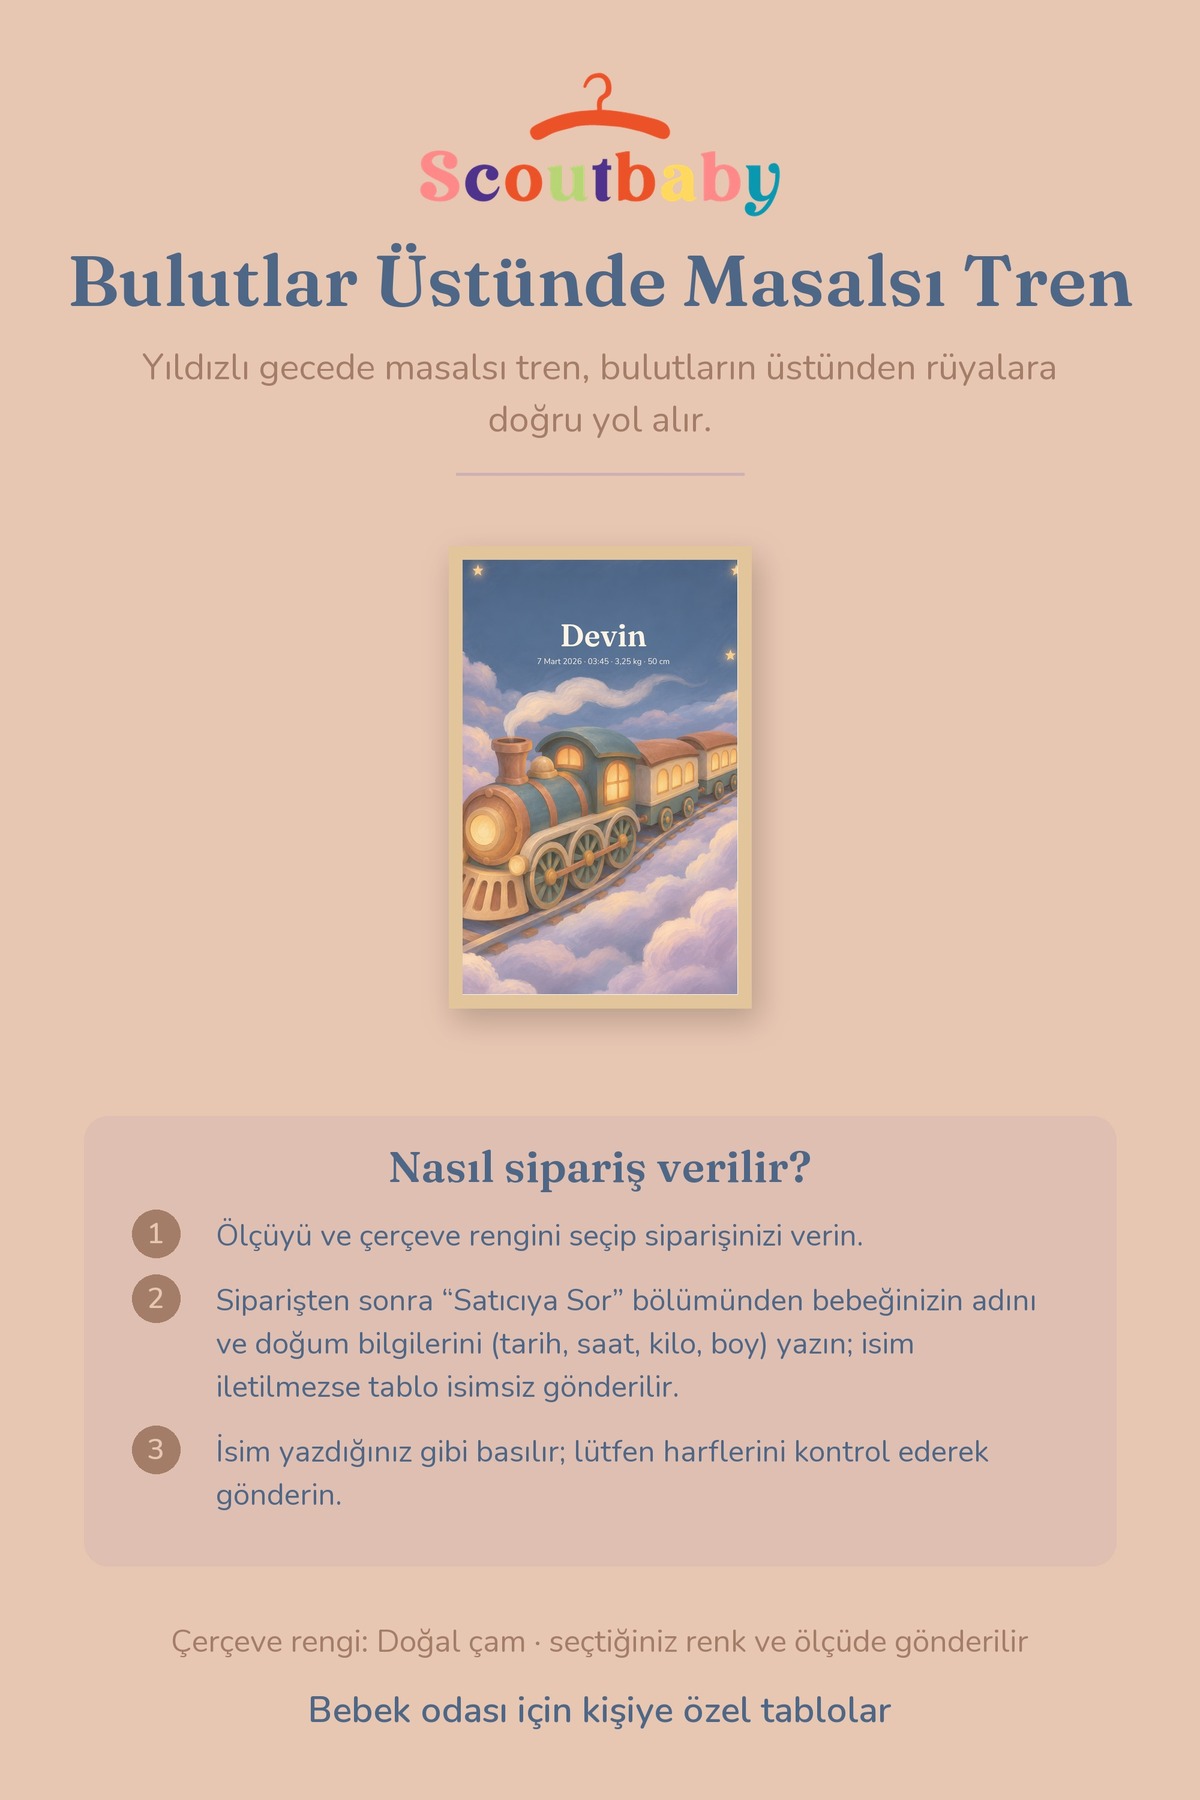 Scoutbaby
Bulutlar Üstünde Masalsı Tren
Yıldızlı gecede masalsı tren, bulutların üstünden rüyalara
doğru yol alır.
Devin
7 Mart 2026 · 03:45 · 3,25 kg · 50 cm
Nasıl sipariş verilir?
1 Ölçüyü ve çerçeve rengini seçip siparişinizi verin.
2 Siparişten sonra “Satıcıya Sor” bölümünden bebeğinizin adını
ve doğum bilgilerini (tarih, saat, kilo, boy) yazın; isim
iletilmezse tablo isimsiz gönderilir.
3 İsim yazdığınız gibi basılır; lütfen harflerini kontrol ederek
gönderin.
Çerçeve rengi: Doğal çam · seçtiğiniz renk ve ölçüde gönderilir
Bebek odası için kişiye özel tablolar